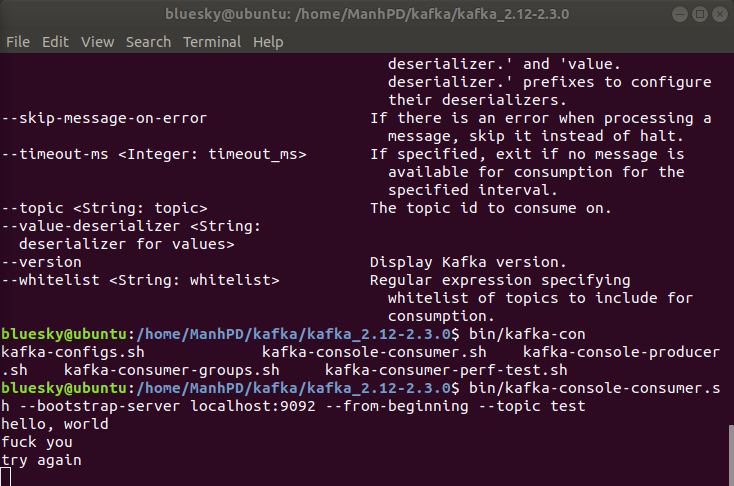 bluesky@ubuntu: /home/ManhPD/kafka/kafka_2.12-2.3.0
File Edit View Search Terminal Help
deserializer.' and 'value.
deserializer.' prefixes to configure
their deserializers.
--skip-message-on-error If there is an error when processing a
message, skip it instead of halt.
--timeout-ms <Integer: timeout_ms> If specified, exit if no message is
available for consumption for the
specified interval.
--topic <String: topic> The topic id to consume on.
--value-deserializer <String:
deserializer for values>
--version Display Kafka version.
--whitelist <String: whitelist> Regular expression specifying
whitelist of topics to include for
consumption.
bluesky@ubuntu:/home/ManhPD/kafka/kafka_2.12-2.3.0$ bin/kafka-con
kafka-configs.sh kafka-console-consumer.sh kafka-console-producer
.sh kafka-consumer-groups.sh kafka-consumer-perf-test.sh
bluesky@ubuntu:/home/ManhPD/kafka/kafka_2.12-2.3.0$ bin/kafka-console-consumer.s
h --bootstrap-server localhost:9092 --from-beginning --topic test
hello, world
fuck you
try again